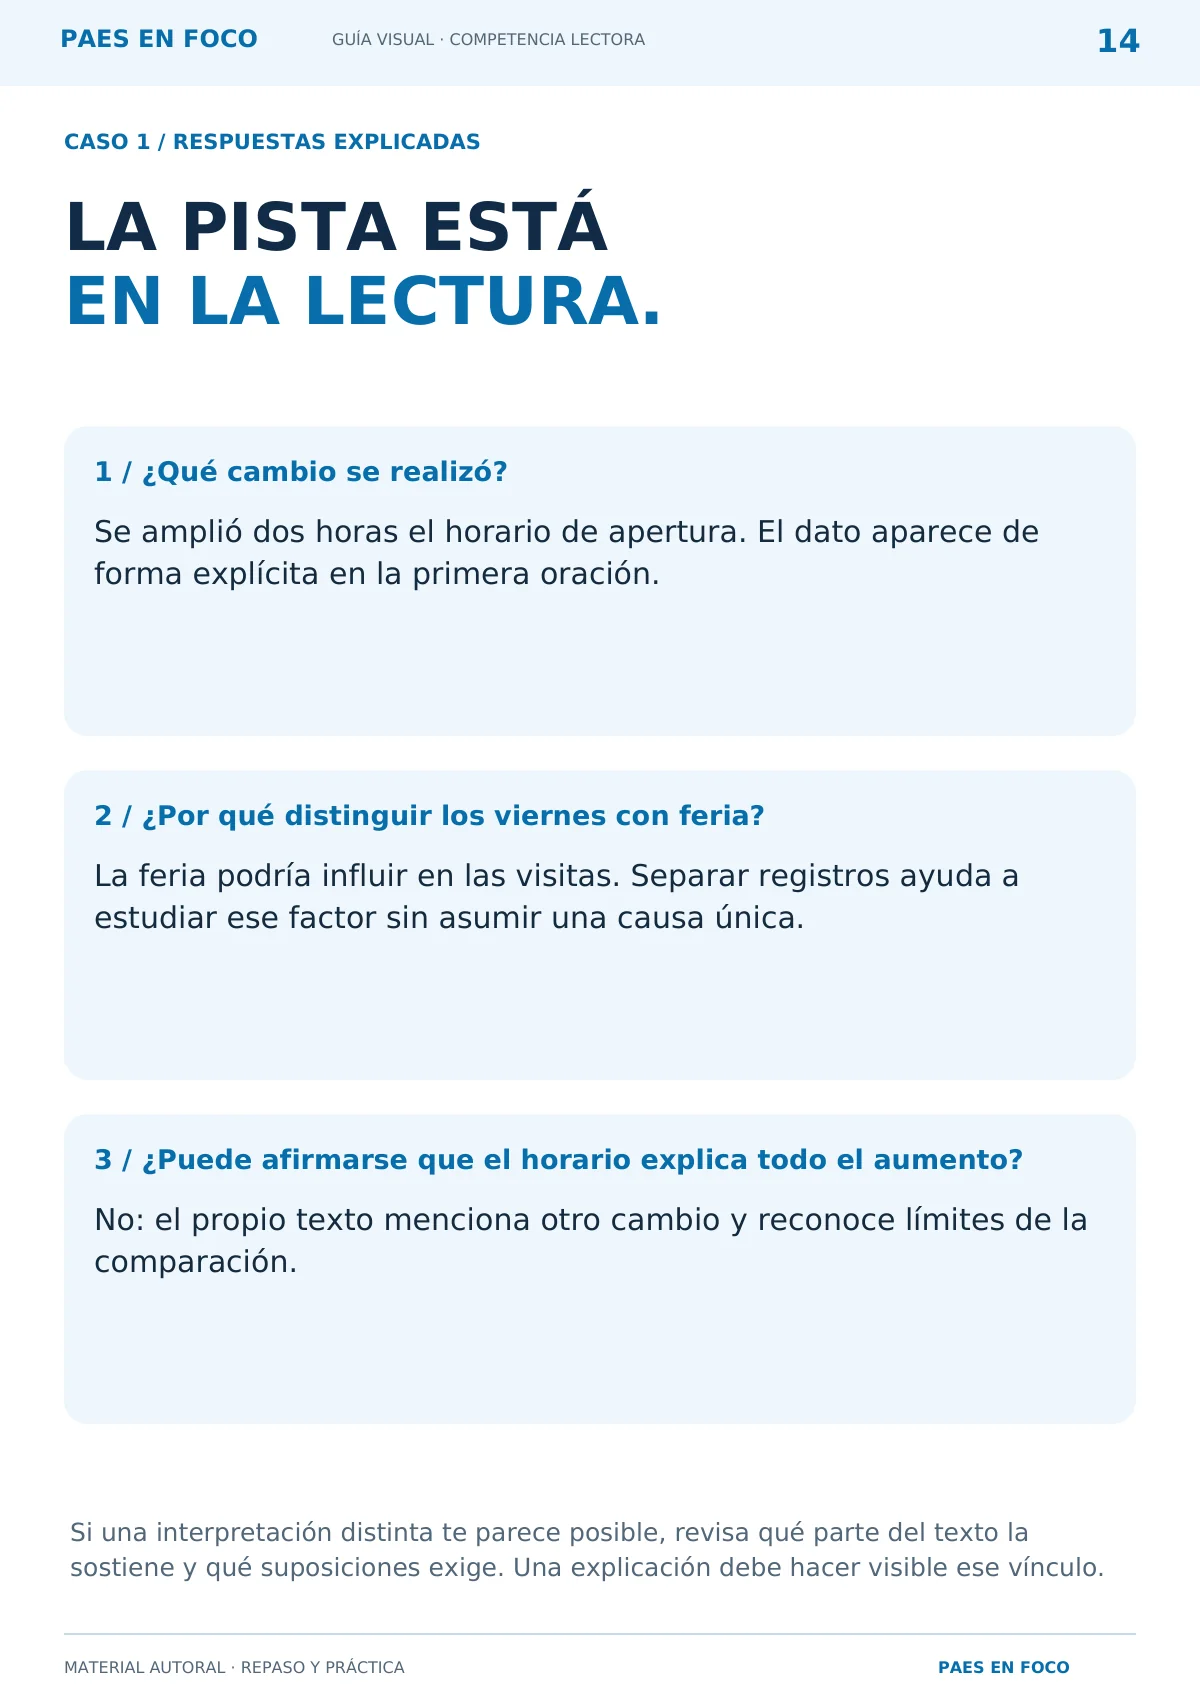 PAES EN FOCO
GUÍA VISUAL · COMPETENCIA LECTORA
14
CASO 1 / RESPUESTAS EXPLICADAS
LA PISTA ESTÁ
EN LA LECTURA.
1 / ¿Qué cambio se realizó?
Se amplió dos horas el horario de apertura. El dato aparece de
forma explícita en la primera oración.
2 / ¿Por qué distinguir los viernes con feria?
La feria podría influir en las visitas. Separar registros ayuda a
estudiar ese factor sin asumir una causa única.
3 / ¿Puede afirmarse que el horario explica todo el aumento?
No: el propio texto menciona otro cambio y reconoce límites de la
comparación.
Si una interpretación distinta te parece posible, revisa qué parte del texto la
sostiene y qué suposiciones exige. Una explicación debe hacer visible ese vínculo.
MATERIAL AUTORAL · REPASO Y PRÁCTICA
PAES EN FOCO